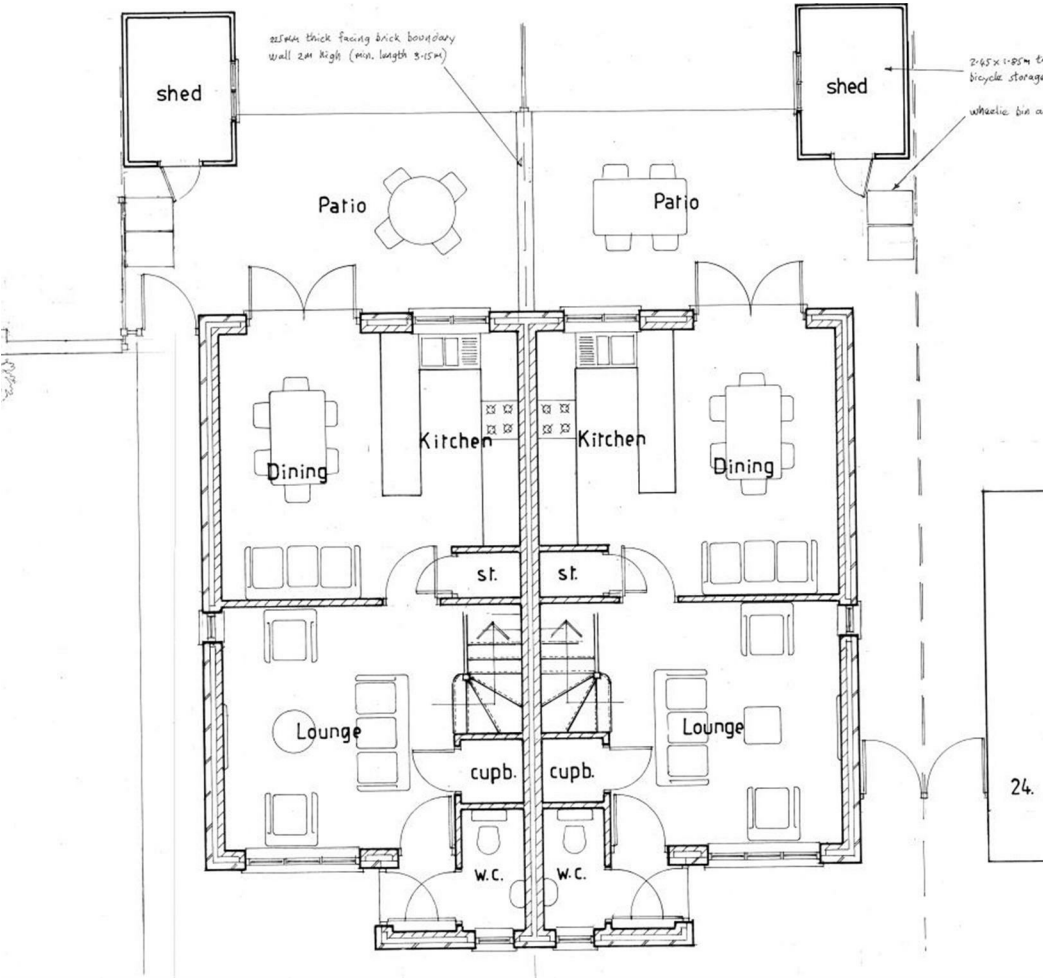 225mm thick facing brick boundary
wall 2m high (min. length 3.15m)
shed
shed
2.45 x 1.85m
bicycle storage
wheelie bin
Patio
Patio
Kitchen
Kitchen
Dining
Dining
st.
st.
Lounge
Lounge
cupb.
cupb.
24.
W.C.
W.C.